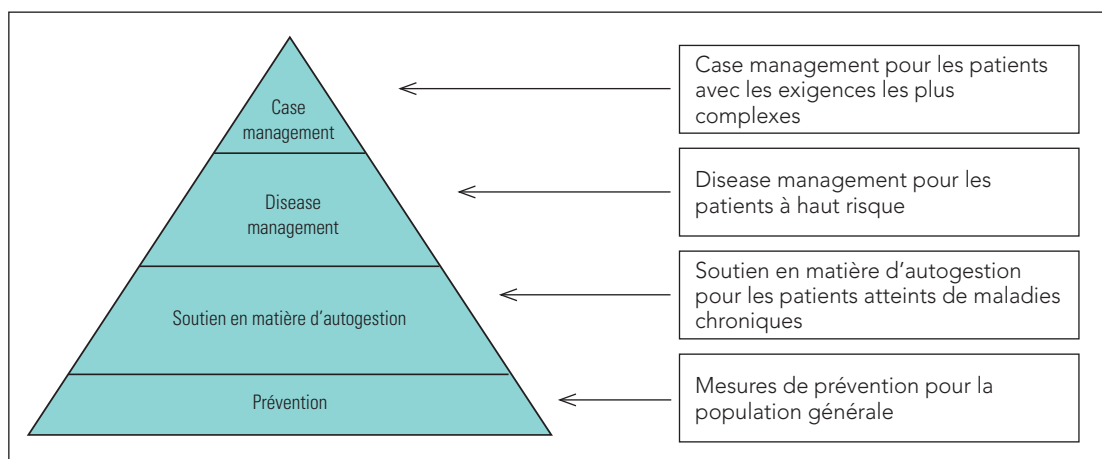 Case
management
Case management pour les patients
avec les exigences les plus
complexes
Disease
management
Disease management pour les
patients à haut risque
Soutien en matière d'autogestion
Soutien en matière d'autogestion
pour les patients atteints de maladies
chroniques
Prévention
Mesures de prévention pour la
population générale